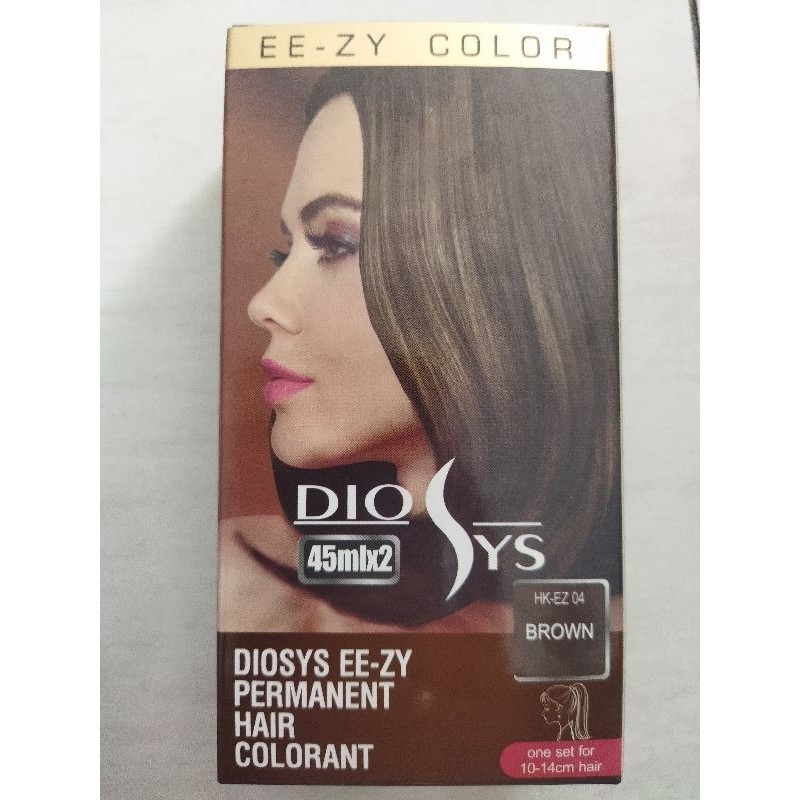 EE-ZY COLOR
DIOSYS
45mlx2
HK-EZ 04
BROWN
DIOSYS EE-ZY
PERMANENT
HAIR
COLORANT
one set for
10-14cm hair